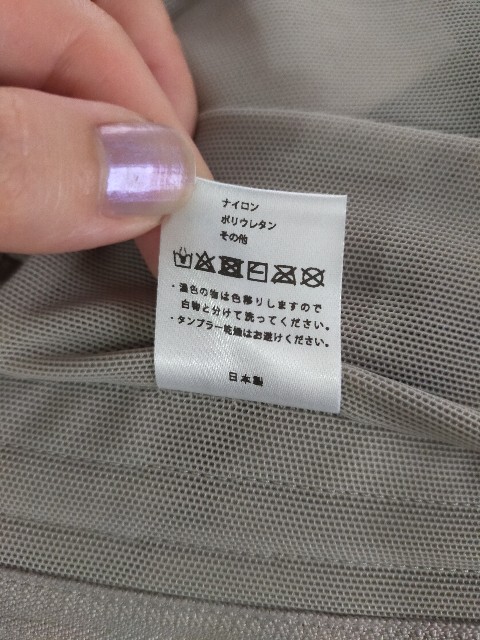 ナイロン
ポリウレタン
その他
・濃色の物は色移りしますので
白物と分けて洗ってください。
・タンブラー乾燥はお避けください。
日本製